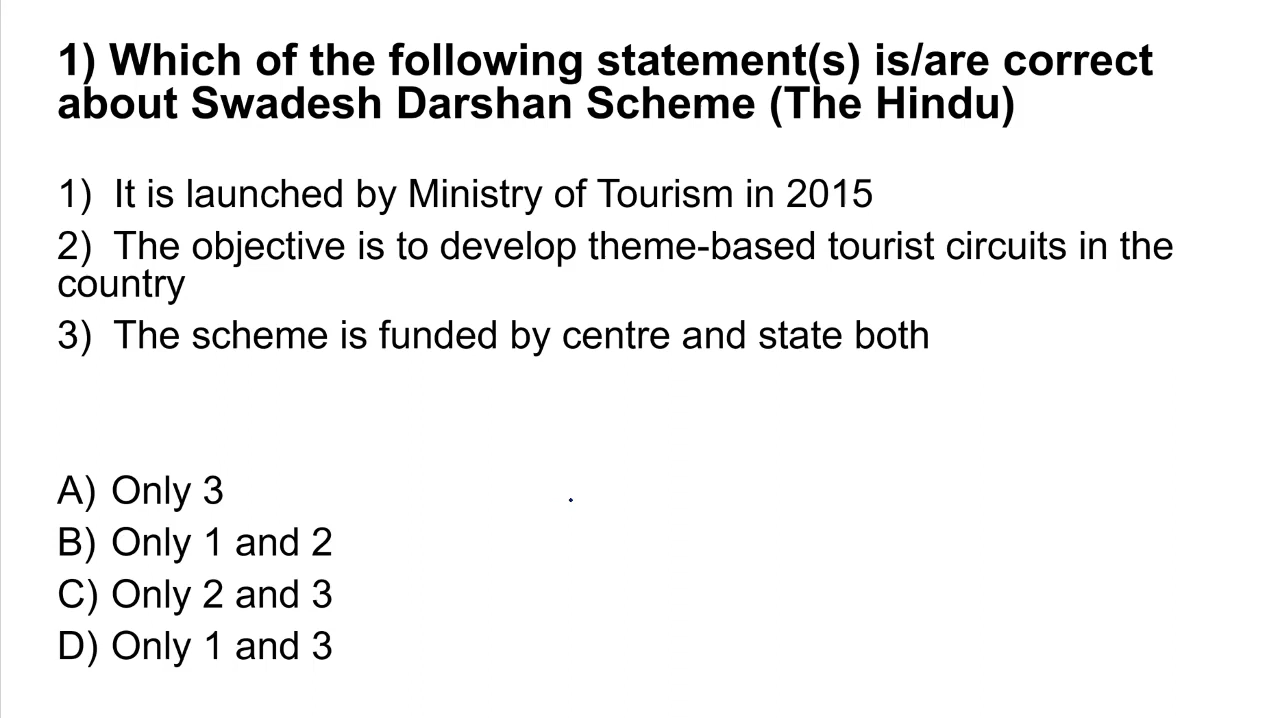 1) Which of the following statement(s) is/are correct
about Swadesh Darshan Scheme (The Hindu)
1) It is launched by Ministry of Tourism in 2015
2) The objective is to develop theme-based tourist circuits in the
country
3) The scheme is funded by centre and state both
A) Only 3
B) Only 1 and 2
C) Only 2 and 3
D) Only 1 and 3